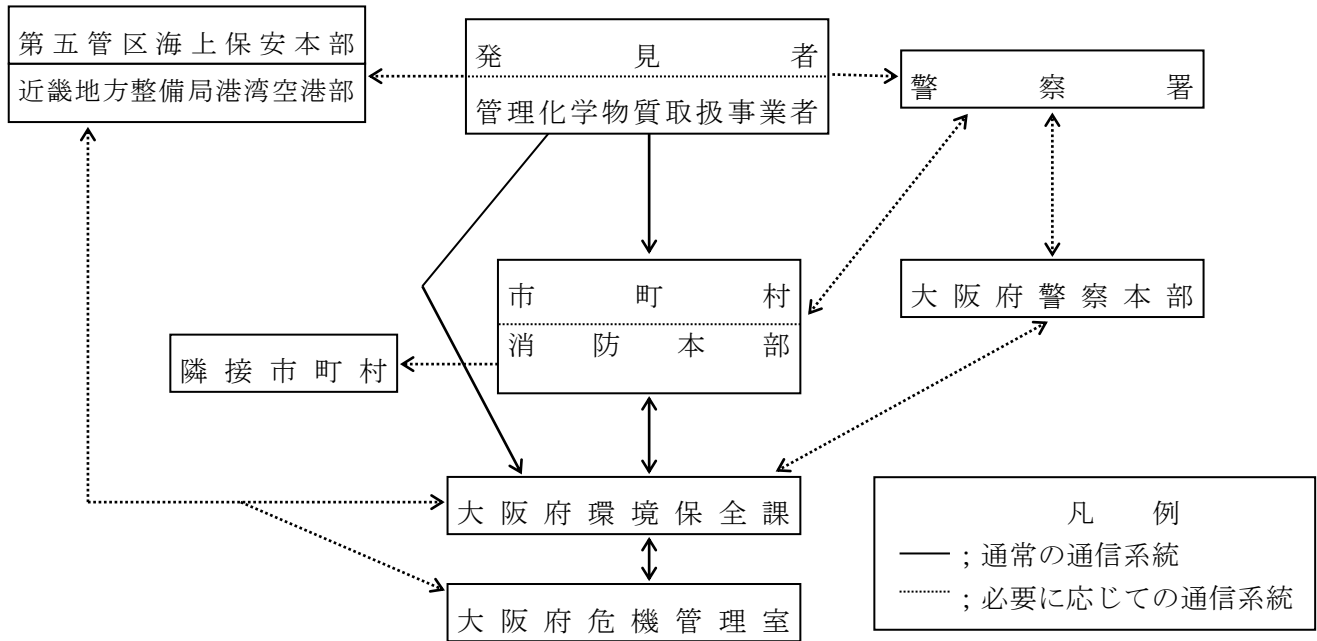 第五管区海上保安本部
近畿地方整備局港湾空港部
発見者
管理化学物質取扱事業者
警察署
市町村
消防本部
大阪府警察本部
隣接市町村
大阪府環境保全課
大阪府危機管理室
凡例
;通常の通信系統
;必要に応じての通信系統